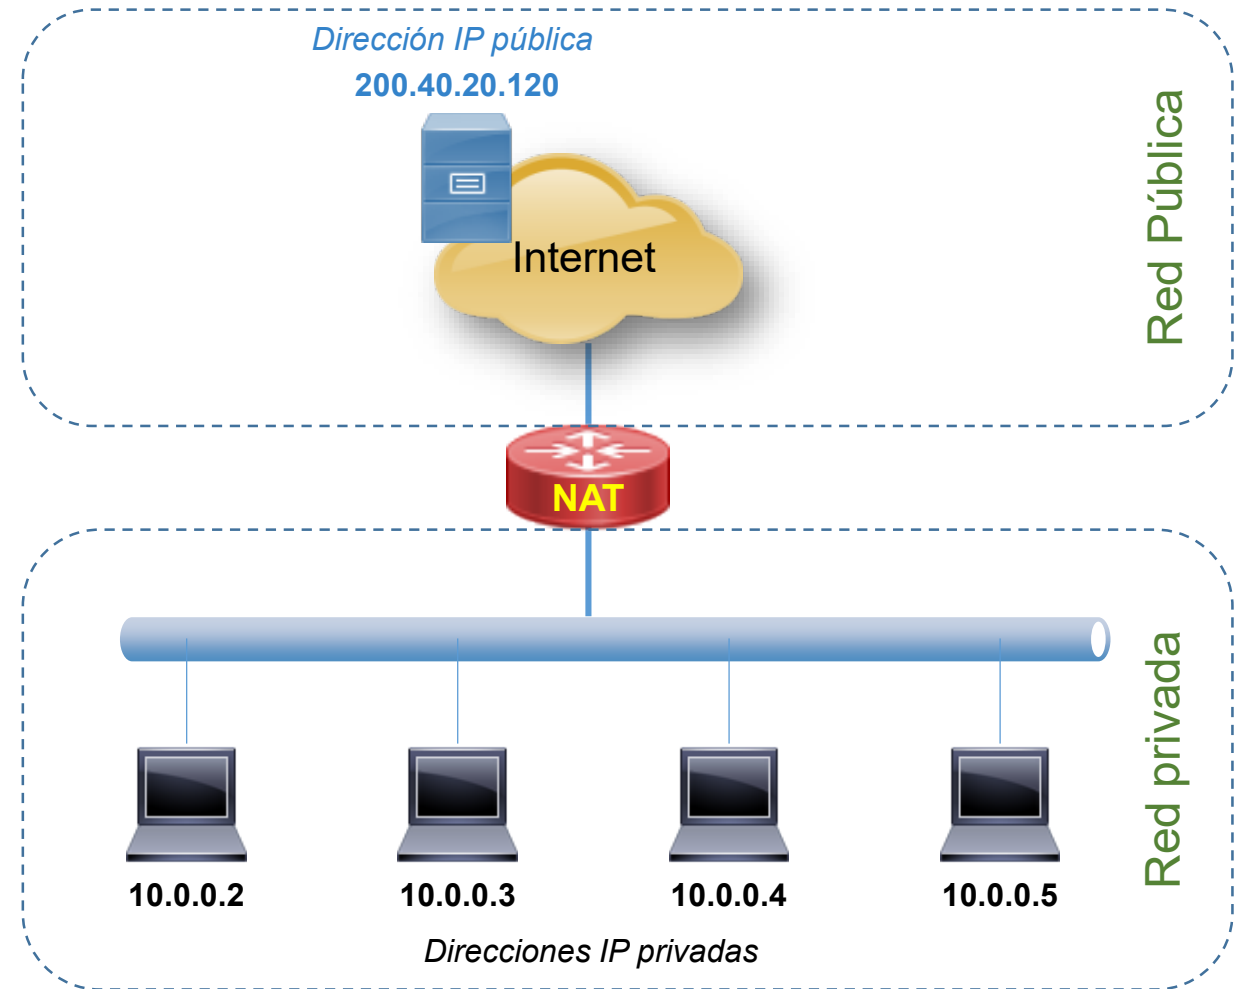 Dirección IP pública
200.40.20.120
Internet
Red Pública
NAT
Red privada
10.0.0.2
10.0.0.3
10.0.0.4
10.0.0.5
Direcciones IP privadas